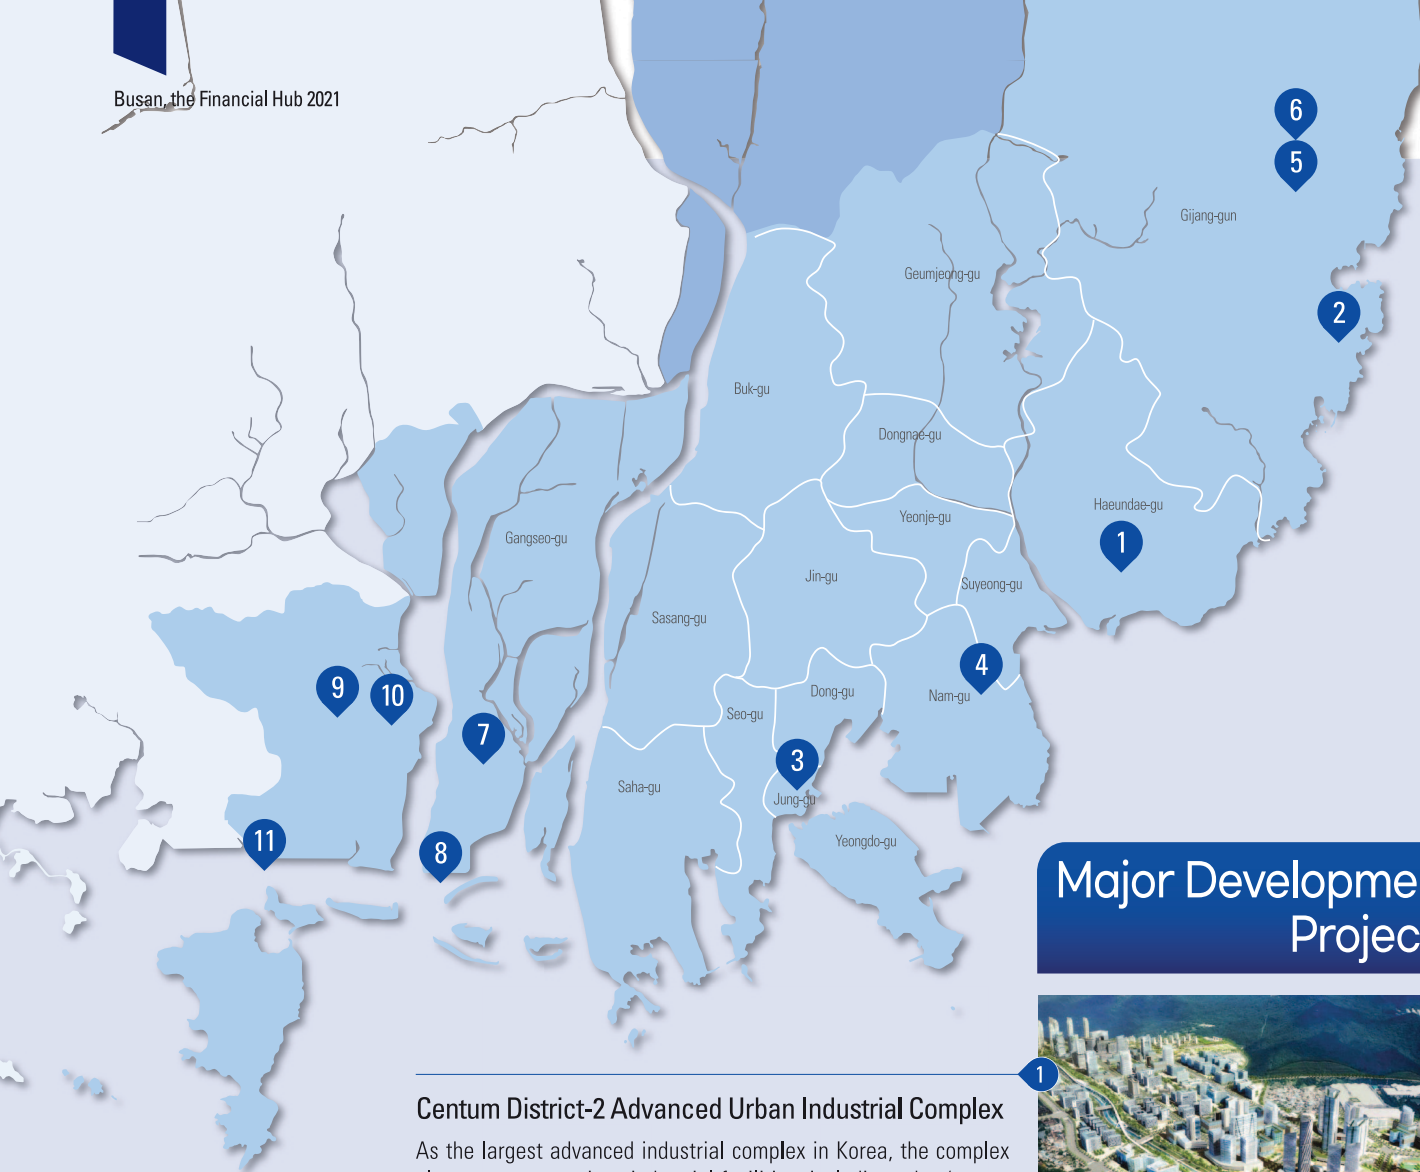 Busan, the Financial Hub 2021
6
5
Gijang-gun
Geumjeong-gu
2
Buk-gu
Dongnae-gu
Haeundae-gu
Yeonje-gu
Gangseo-gu
1
Jin-gu
Suyeong-gu
Sasang-gu
4
9
10
Dong-gu
Nam-gu
Seo-gu
7
3
Saha-gu
Jung-gu
11
8
Yeongdo-gu
Major Developme
Projec
1
Centum District-2 Advanced Urban Industrial Complex
As the largest advanced industrial complex in Korea, the complex